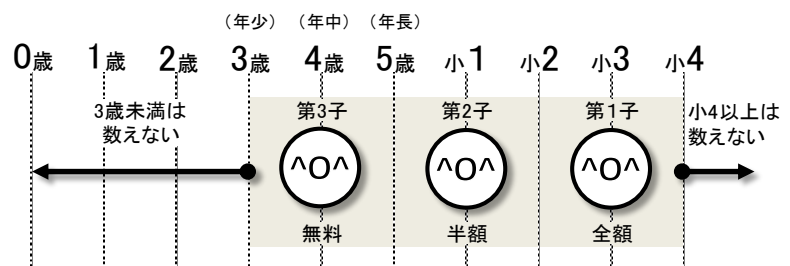 （年少） （年中） （年長）
0歳 1歳 2歳 3歳 4歳 5歳 小1 小2 小3 小4
3歳未満は
数えない
第3子 第2子 第1子
小4以上は
数えない
^O^ ^O^ ^O^
無料 半額 全額